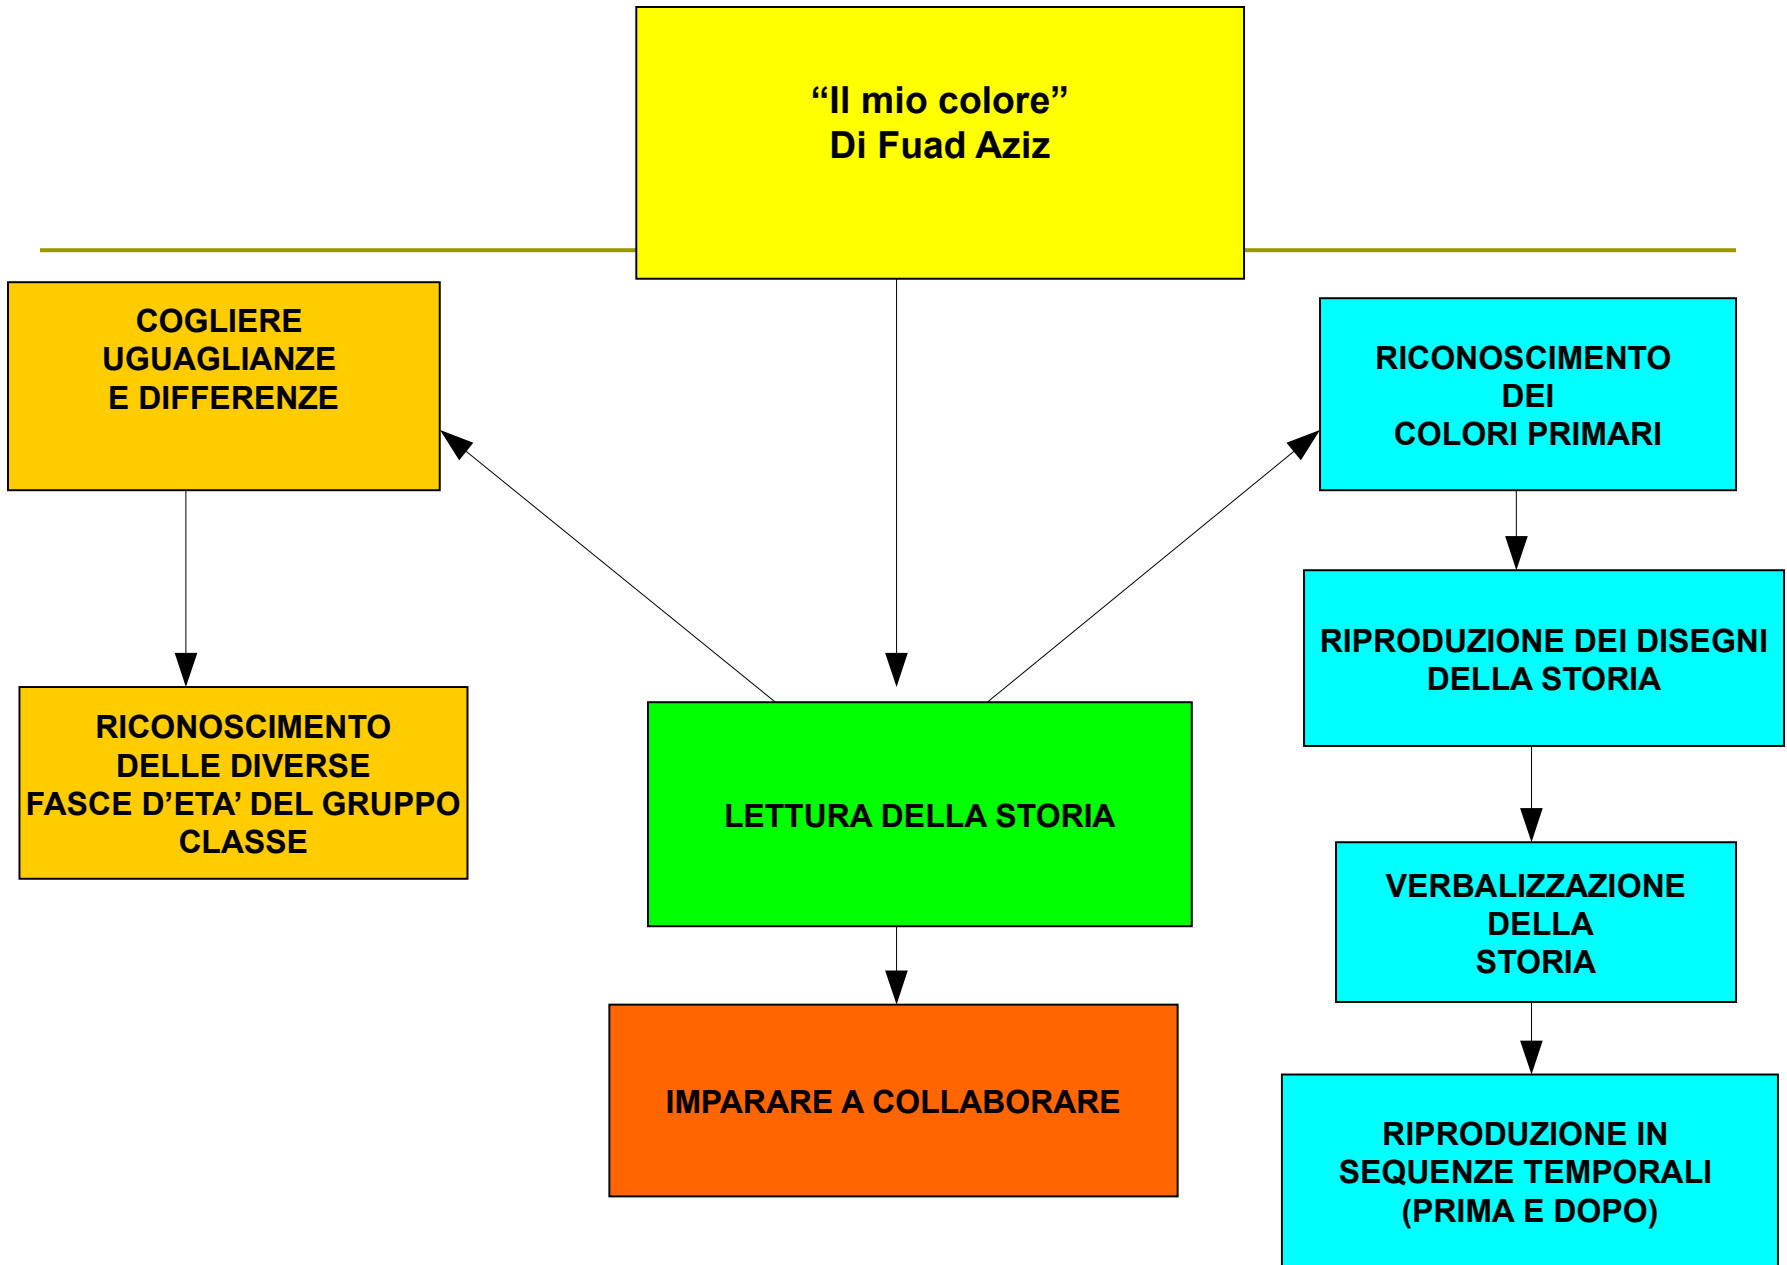 “Il mio colore”
Di Fuad Aziz
COGLIERE
UGUAGLIANZE
E DIFFERENZE
RICONOSCIMENTO
DELLE DIVERSE
FASCE D’ETA’ DEL GRUPPO
CLASSE
LETTURA DELLA STORIA
IMPARARE A COLLABORARE
RICONOSCIMENTO
DEI
COLORI PRIMARI
RIPRODUZIONE DEI DISEGNI
DELLA STORIA
VERBALIZZAZIONE
DELLA
STORIA
RIPRODUZIONE IN
SEQUENZE TEMPORALI
(PRIMA E DOPO)